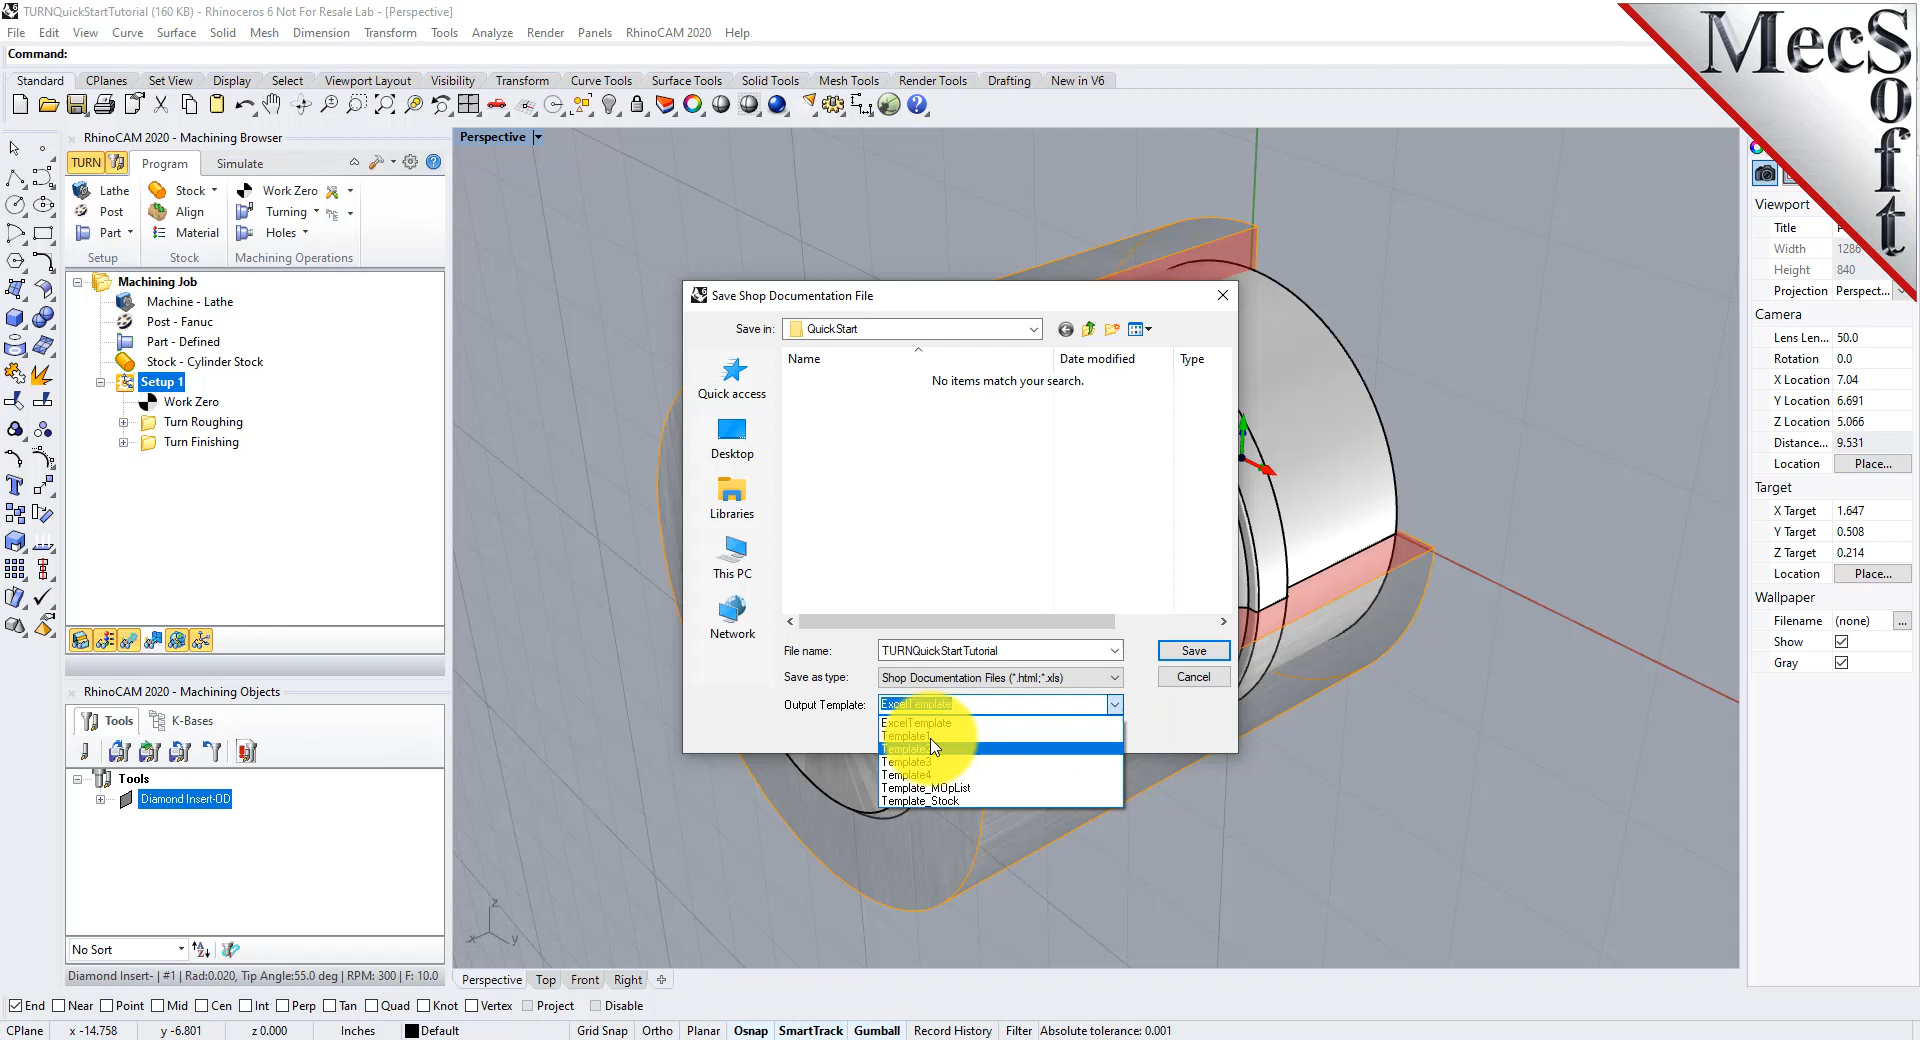 TURNQuickStartTutorial (160 KB) - Rhinoceros 6 Not For Resale Lab - [Perspective]
File Edit View Curve Surface Solid Mesh Dimension Transform Tools Analyze Render Panels RhinoCAM 2020 Help
Command:
Standard CPlanes Set View Display Select Viewport Layout Visibility Transform Curve Tools Surface Tools Solid Tools Mesh Tools Render Tools Drafting New in V6
MecSoft
RhinoCAM 2020 - Machining Browser
TURN Program Simulate
Lathe Stock Work Zero
Post Align Turning
Part Material Holes
Setup Stock Machining Operations
Machining Job
Machine - Lathe
Post - Fanuc
Part - Defined
Stock - Cylinder Stock
Setup 1
Work Zero
Turn Roughing
Turn Finishing
RhinoCAM 2020 - Machining Objects
Tools K-Bases
Tools
Diamond Insert-OD
No Sort
Diamond Insert- | #1 | Rad:0.020, Tip Angle:55.0 deg | RPM: 300 | F: 10.0
Perspective
Save Shop Documentation File
Save in: QuickStart
Name Date modified Type
No items match your search.
Quick access
Desktop
Libraries
This PC
Network
File name: TURNQuickStartTutorial Save
Save as type: Shop Documentation Files (*.html;*.xls) Cancel
Output Template: ExcelTemplate
ExcelTemplate
Template1
Template3
Template4
Template_MOpList
Template_Stock
z
x y
Viewport
Title
Width 1286
Height 840
Projection Perspect...
Camera
Lens Len... 50.0
Rotation 0.0
X Location 7.04
Y Location 6.691
Z Location 5.066
Distance... 9.531
Location Place...
Target
X Target 1.647
Y Target 0.508
Z Target 0.214
Location Place...
Wallpaper
Filename (none) ...
Show
Gray
Perspective Top Front Right
End Near Point Mid Cen Int Perp Tan Quad Knot Vertex Project Disable
CPlane x -14.758 y -6.801 z 0.000 Inches Default Grid Snap Ortho Planar Osnap SmartTrack Gumball Record History Filter Absolute tolerance: 0.001